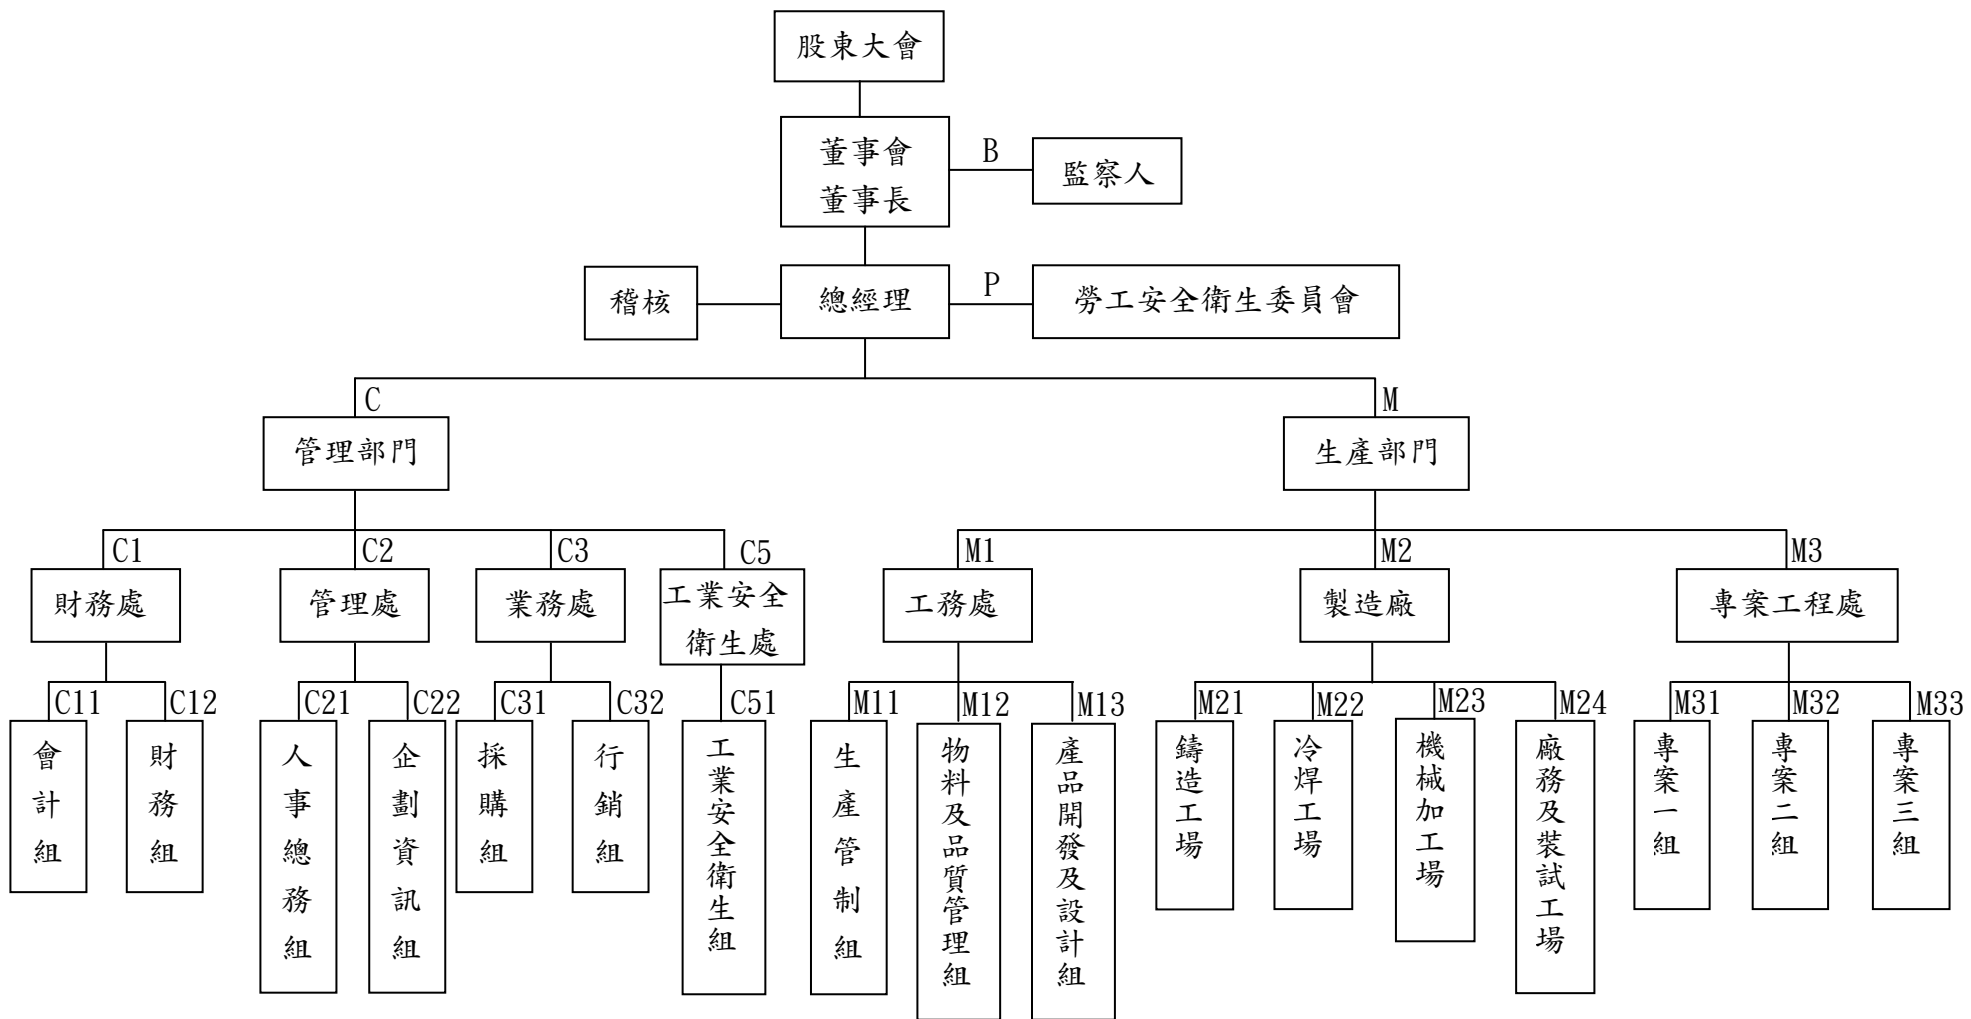 股東大會
董事會
董事長
B
監察人
稽核
總經理
P
勞工安全衛生委員會
C
M
管理部門
生產部門
C1
C2
C3
C5
M1
M2
M3
財務處
管理處
業務處
工業安全
衛生處
工務處
製造廠
專案工程處
C11
C12
C21
C22
C31
C32
C51
M11
M12
M13
M21
M22
M23
M24
M31
M32
M33
會計組
財務組
人事總務組
企劃資訊組
採購組
行銷組
工業安全衛生組
生產管制組
物料及品質管理組
產品開發及設計組
鑄造工場
冷焊工場
機械加工場
廠務及裝試工場
專案一組
專案二組
專案三組